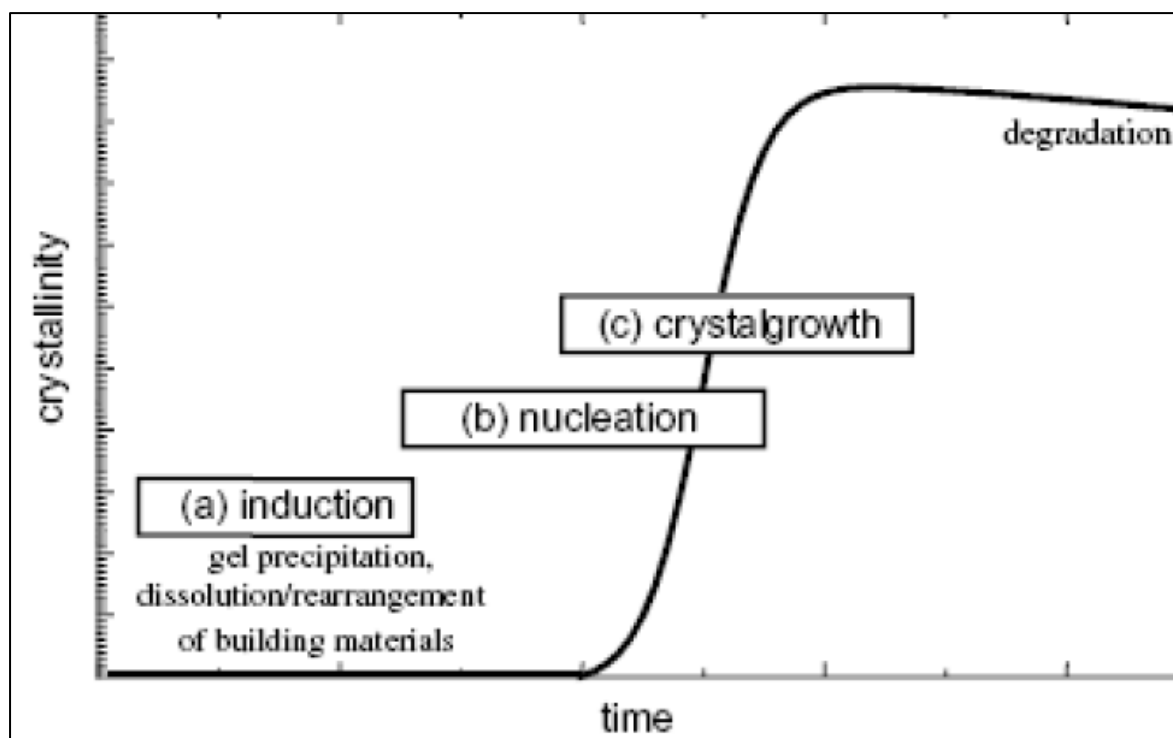 degradation
crystallinity
(c) crystalgrowth
(b) nucleation
(a) induction
gel precipitation,
dissolution/rearrangement
of building materials
time